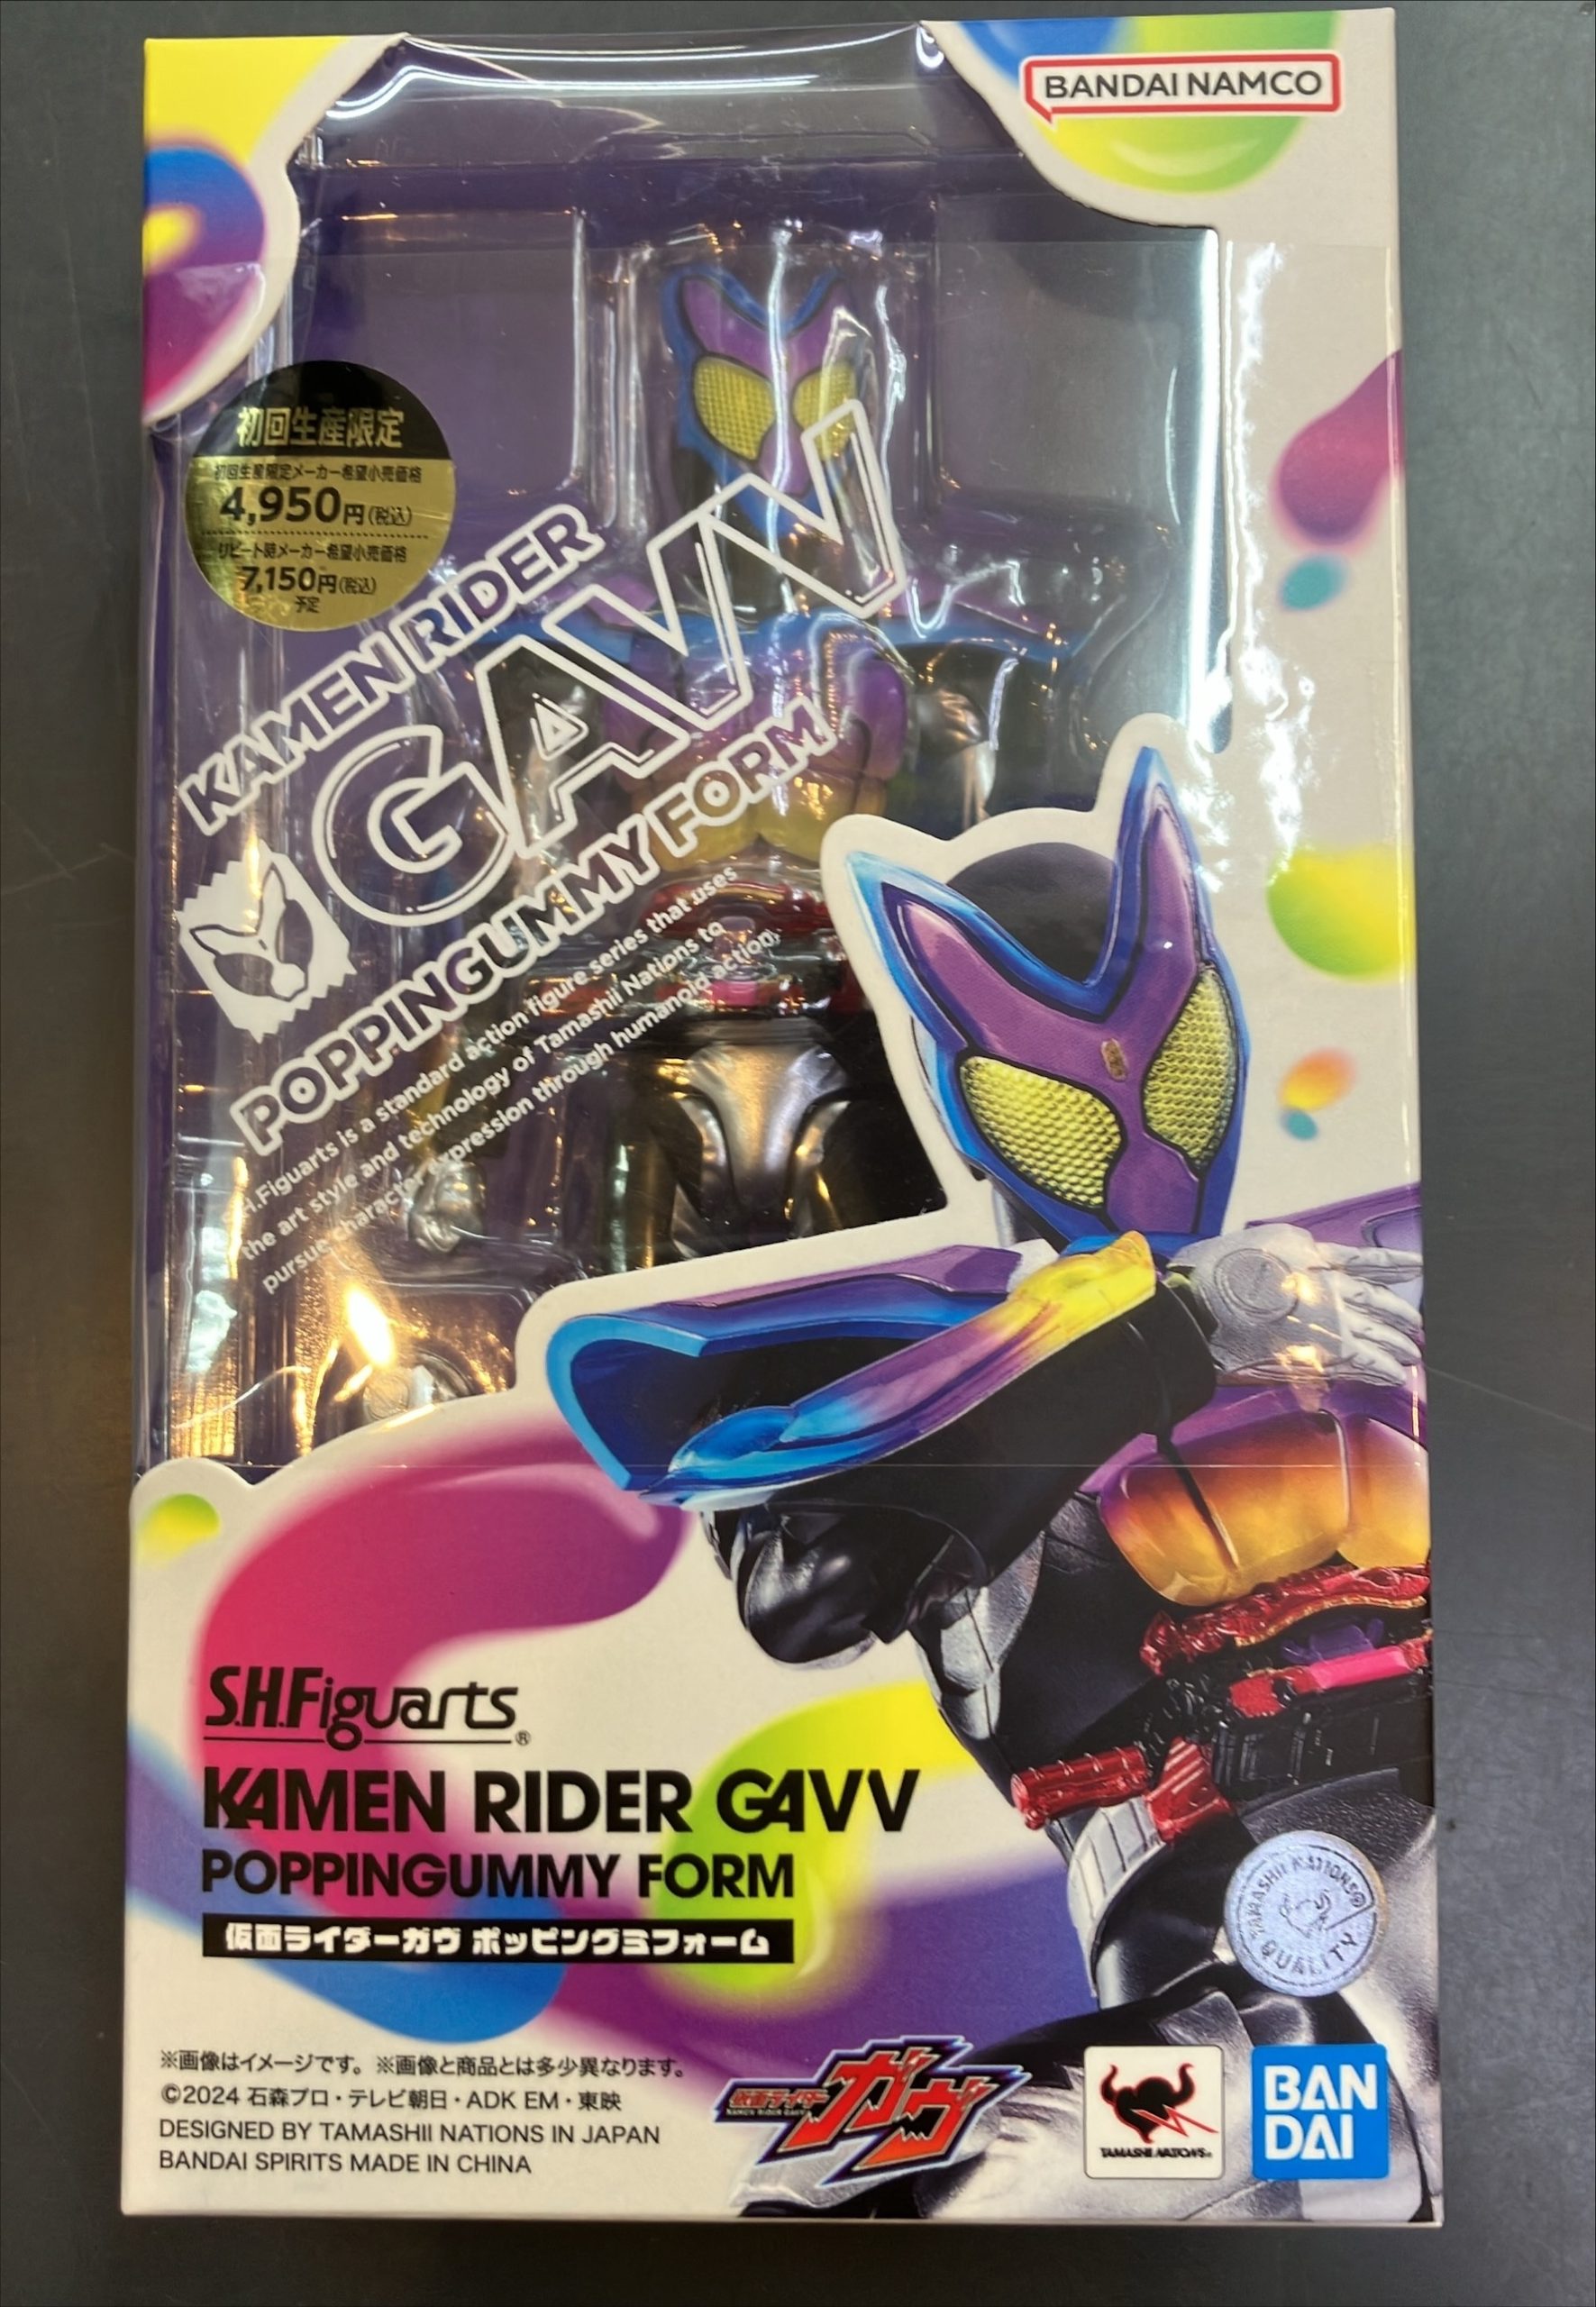 BANDAI NAMCO
初回生産限定
初回生産限定メーカー希望小売価格
4,950円(税込)
リピート時メーカー希望小売価格
7,150円(税込)
予定
KAMEN RIDER
GAVV
POPPINGUMMY FORM
S.H.Figuarts is a standard action figure series that uses
the art style and technology of Tamashii Nations to
pursue character expression through humanoid action.
S.H.Figuarts®
KAMEN RIDER GAVV
POPPINGUMMY FORM
仮面ライダーガヴ ポッピングミフォーム
TAMASHII NATIONS®
QUALITY
※画像はイメージです。※画像と商品とは多少異なります。
©2024 石森プロ・テレビ朝日・ADK EM・東映
DESIGNED BY TAMASHII NATIONS IN JAPAN
BANDAI SPIRITS MADE IN CHINA
仮面ライダー
KAMEN RIDER GAVV
ガヴ
TAMASHII NATIONS®
BAN
DAI